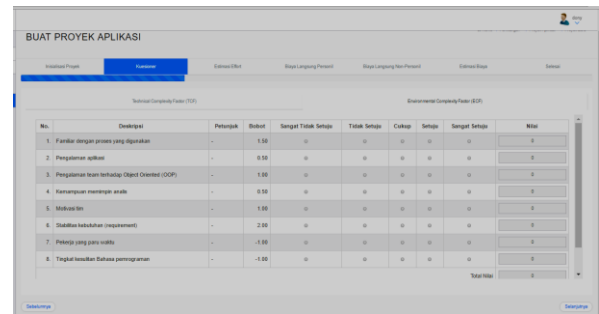 BUAT PROYEK APLIKASI
Inisialisasi Proyek Kuesioner Estimasi Effort Biaya Langsung Personil Biaya Langsung Non Personil Estimasi Biaya Selesai
Technical Complexity Factor (TCF) Environmental Complexity Factor (ECF)
No. Deskripsi Petunjuk Bobot Sangat Tidak Setuju Tidak Setuju Cukup Setuju Sangat Setuju Nilai
1. Familiar dengan proses yang digunakan - 1.50 0
2. Pengalaman aplikasi - 0.50 0
3. Pengalaman team terhadap Object Oriented (OOP) - 1.00 0
4. Kemampuan memimpin analis - 0.50 0
5. Motivasi tim - 1.00 0
6. Stabilitas kebutuhan (requirement) - 2.00 0
7. Pekerja yang paru waktu - -1.00 0
8. Tingkat kesulitan Bahasa pemrograman - -1.00 0
Total Nilai 0
Sebelumnya Selanjutnya